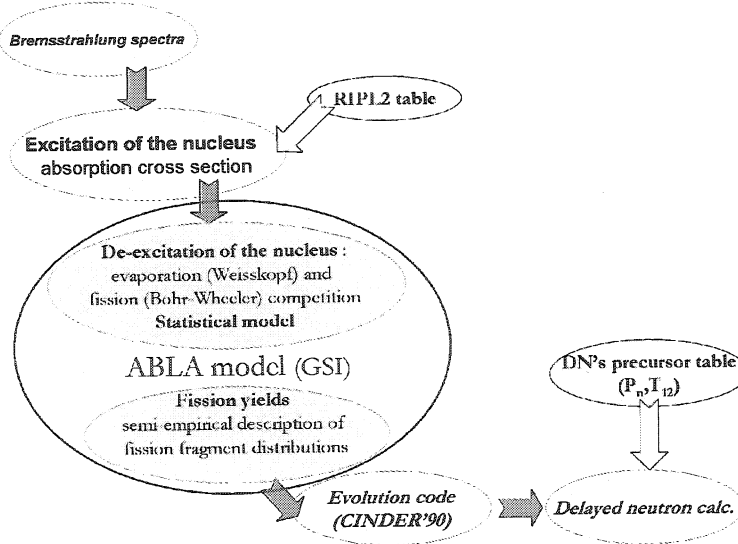 Bremsstrahlung spectra
RIPL2 table
Excitation of the nucleus
absorption cross section
De-excitation of the nucleus :
evaporation (Weisskopf) and
fission (Bohr-Wheeler) competition
Statistical model
ABLA model (GSI)
Fission yields
semi empirical description of
fission fragment distributions
DN's precursor table
(Pn,T12)
Evolution code
(CINDER'90)
Delayed neutron calc.